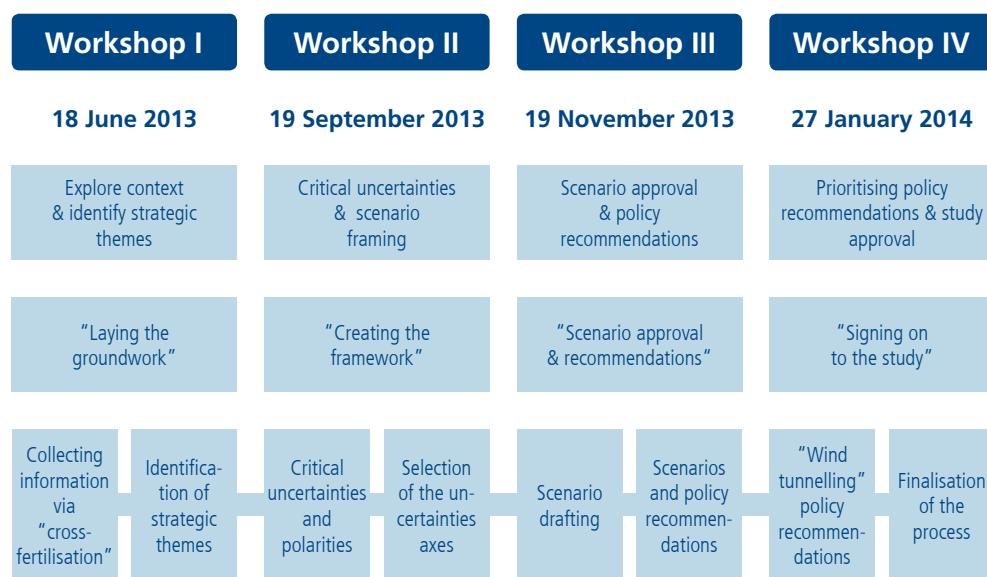 Workshop I
Workshop II
Workshop III
Workshop IV
18 June 2013
19 September 2013
19 November 2013
27 January 2014
Explore context
& identify strategic
themes
Critical uncertainties
& scenario
framing
Scenario approval
& policy
recommendations
Prioritising policy
recommendations & study
approval
“Laying the
groundwork”
“Creating the
framework”
“Scenario approval
& recommendations“
“Signing on
to the study”
Collecting
information
via
“cross-
fertilisation”
Identifica-
tion of
strategic
themes
Critical
uncertainties
and
polarities
Selection
of the un-
certainties
axes
Scenario
drafting
Scenarios
and policy
recommen-
dations
“Wind
tunnelling”
policy
recommen-
dations
Finalisation
of the
process